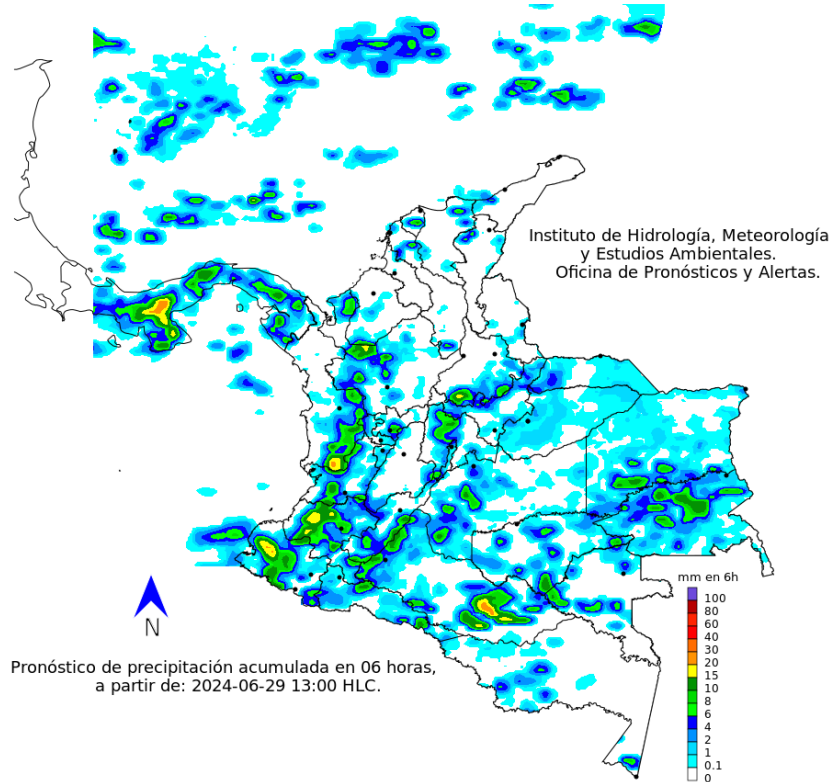 Instituto de Hidrología, Meteorología
y Estudios Ambientales.
Oficina de Pronósticos y Alertas.
mm en 6h
100
80
60
40
30
20
15
10
8
6
4
2
1
0.1
0
N
Pronóstico de precipitación acumulada en 06 horas,
a partir de: 2024-06-29 13:00 HLC.